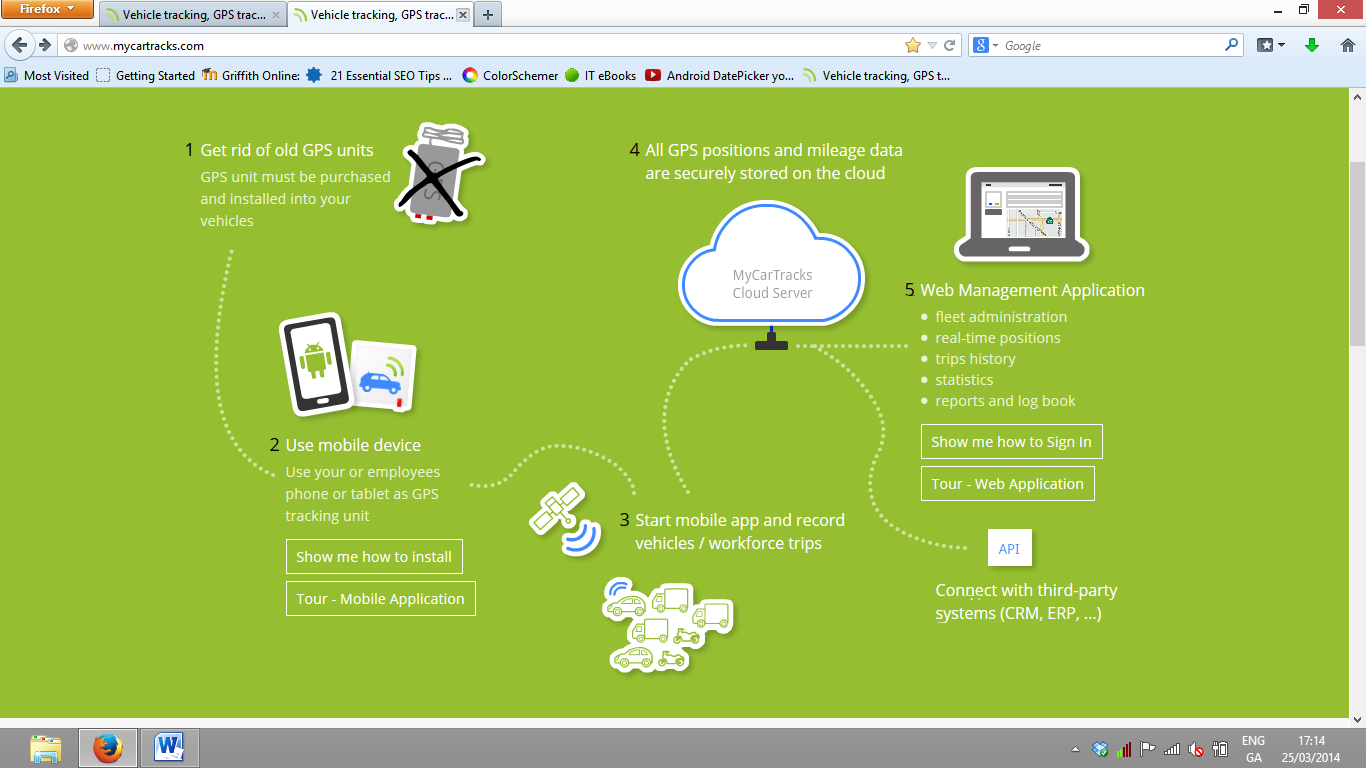 Firefox
Vehicle tracking, GPS trac...
Vehicle tracking, GPS trac...
www.mycartracks.com
Google
Most Visited
Getting Started
Griffith Online:
21 Essential SEO Tips ...
ColorSchemer
IT eBooks
Android DatePicker yo...
Vehicle tracking, GPS t...
1 Get rid of old GPS units
GPS unit must be purchased
and installed into your
vehicles
GPS
2 Use mobile device
Use your or employees
phone or tablet as GPS
tracking unit
Show me how to install
Tour - Mobile Application
3 Start mobile app and record
vehicles / workforce trips
4 All GPS positions and mileage data
are securely stored on the cloud
MyCarTracks
Cloud Server
5 Web Management Application
fleet administration
real-time positions
trips history
statistics
reports and log book
Show me how to Sign In
Tour - Web Application
API
Connect with third-party
systems (CRM, ERP, ...)
ENG
GA
17:14
25/03/2014